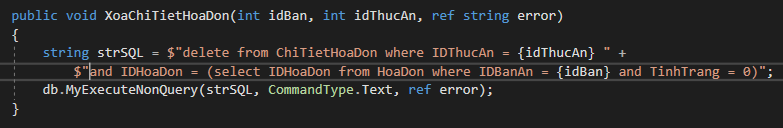 public void XoaChiTietHoaDon(int idBan, int idThucAn, ref string error)
{
string strSQL = $"delete from ChiTietHoaDon where IDThucAn = {idThucAn} " +
$"and IDHoaDon = (select IDHoaDon from HoaDon where IDBanAn = {idBan} and TinhTrang = 0)";
db.MyExecuteNonQuery(strSQL, CommandType.Text, ref error);
}